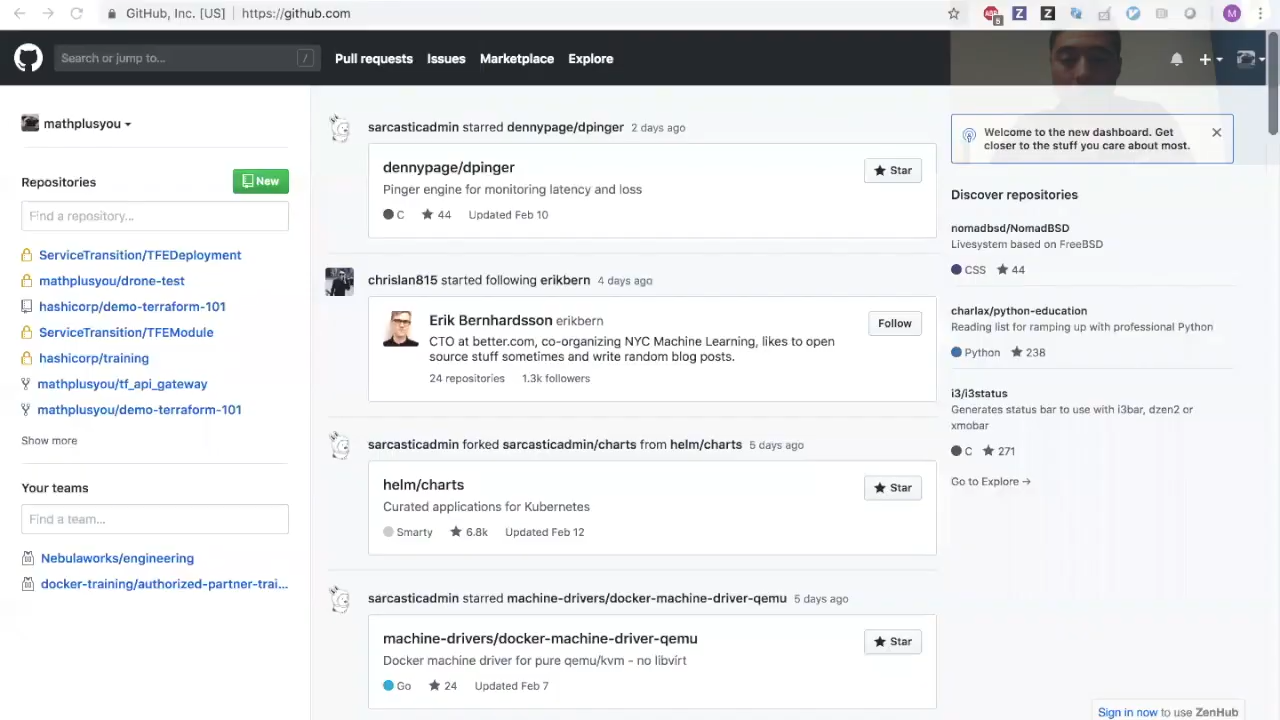 GitHub, Inc. [US] https://github.com
5
M
Search or jump to... /
Pull requests Issues Marketplace Explore
mathplusyou
Repositories
New
Find a repository...
ServiceTransition/TFEDeployment
mathplusyou/drone-test
hashicorp/demo-terraform-101
ServiceTransition/TFEModule
hashicorp/training
mathplusyou/tf_api_gateway
mathplusyou/demo-terraform-101
Show more
Your teams
Find a team...
Nebulaworks/engineering
docker-training/authorized-partner-trai...
sarcasticadmin starred dennypage/dpinger 2 days ago
dennypage/dpinger
Star
Pinger engine for monitoring latency and loss
C 44 Updated Feb 10
chrislan815 started following erikbern 4 days ago
Erik Bernhardsson erikbern
Follow
CTO at better.com, co-organizing NYC Machine Learning, likes to open
source stuff sometimes and write random blog posts.
24 repositories 1.3k followers
sarcasticadmin forked sarcasticadmin/charts from helm/charts 5 days ago
helm/charts
Star
Curated applications for Kubernetes
Smarty 6.8k Updated Feb 12
sarcasticadmin starred machine-drivers/docker-machine-driver-qemu 5 days ago
machine-drivers/docker-machine-driver-qemu
Star
Docker machine driver for pure qemu/kvm - no libvirt
Go 24 Updated Feb 7
Welcome to the new dashboard. Get
closer to the stuff you care about most.
Discover repositories
nomadbsd/NomadBSD
Livesystem based on FreeBSD
CSS 44
charlax/python-education
Reading list for ramping up with professional Python
Python 238
i3/i3status
Generates status bar to use with i3bar, dzen2 or
xmobar
C 271
Go to Explore →
Sign in now to use ZenHub